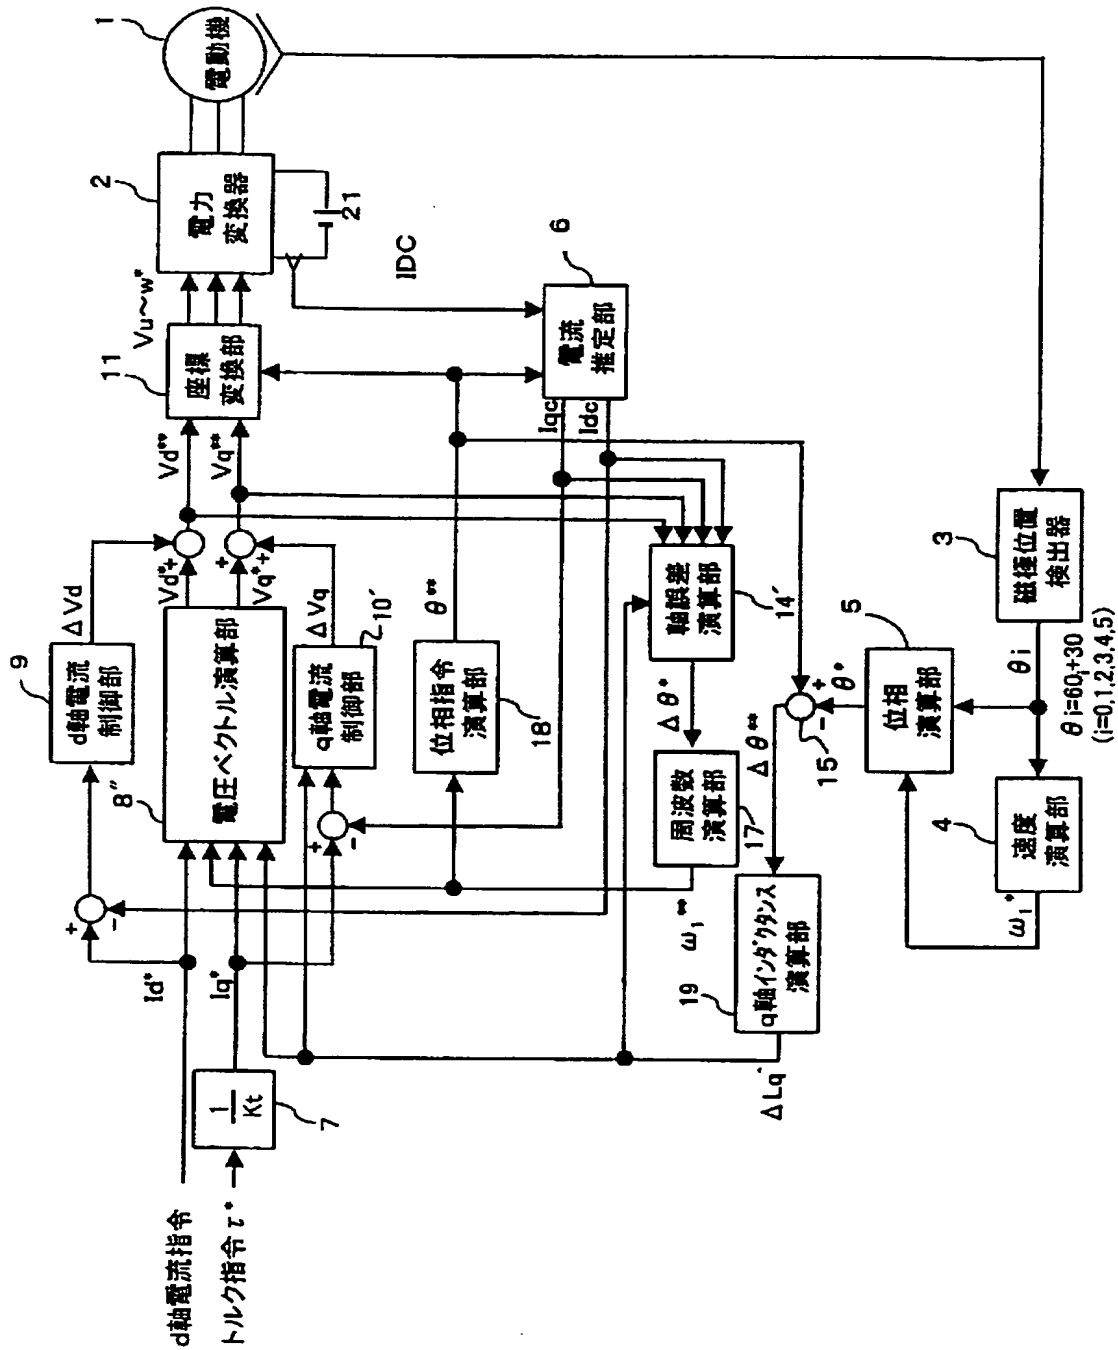 d軸電流指令
トルク指令 τ*
1
Kt
7
Id*
Iq*
+
-
9
d軸電流
制御部
ΔVd
8″
電圧ベクトル演算部
Vd*
+
+
Vq*
+
+
Vd**
Vq**
11
座標
変換部
Vu～w*
2
電力
変換器
1
電動機
21
IDC
+
-
q軸電流
制御部
10′
ΔVq
位相指令
演算部
18
θ**
6
電流
推定部
Iqc
Idc
軸誤差
演算部
14′
Δθ*
周波数
演算部
17
ω₁**
Δθ**
+
-
15
19
q軸インダクタンス
演算部
ΔLq
θ*
5
位相
演算部
3
磁極位置
検出器
θi
θi=60i+30
(i=0,1,2,3,4,5)
4
速度
演算部
ω₁*